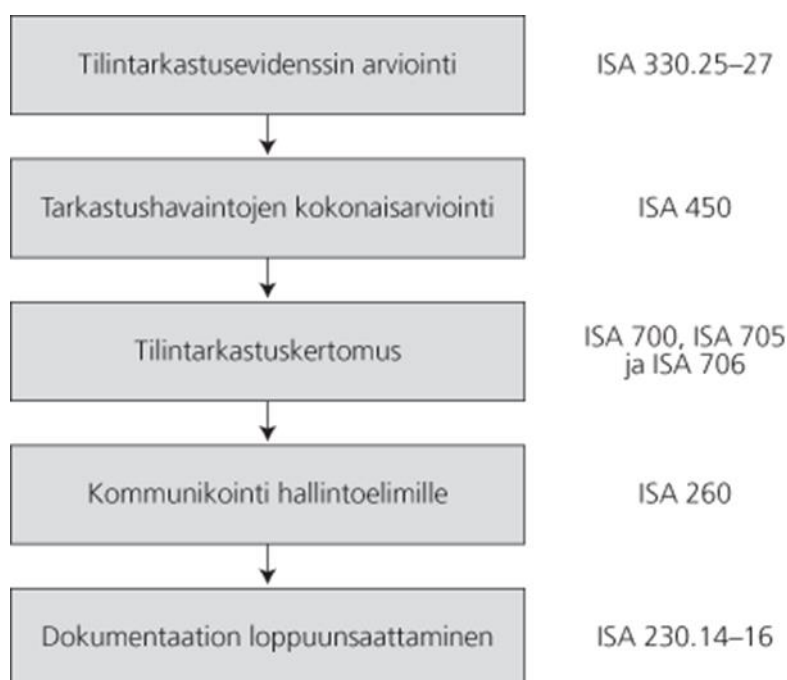 Tilintarkastusevidenssin arviointi
ISA 330.25–27
Tarkastushavaintojen kokonaisarviointi
ISA 450
Tilintarkastuskertomus
ISA 700, ISA 705
ja ISA 706
Kommunikointi hallintoelimille
ISA 260
Dokumentaation loppuunsaattaminen
ISA 230.14–16